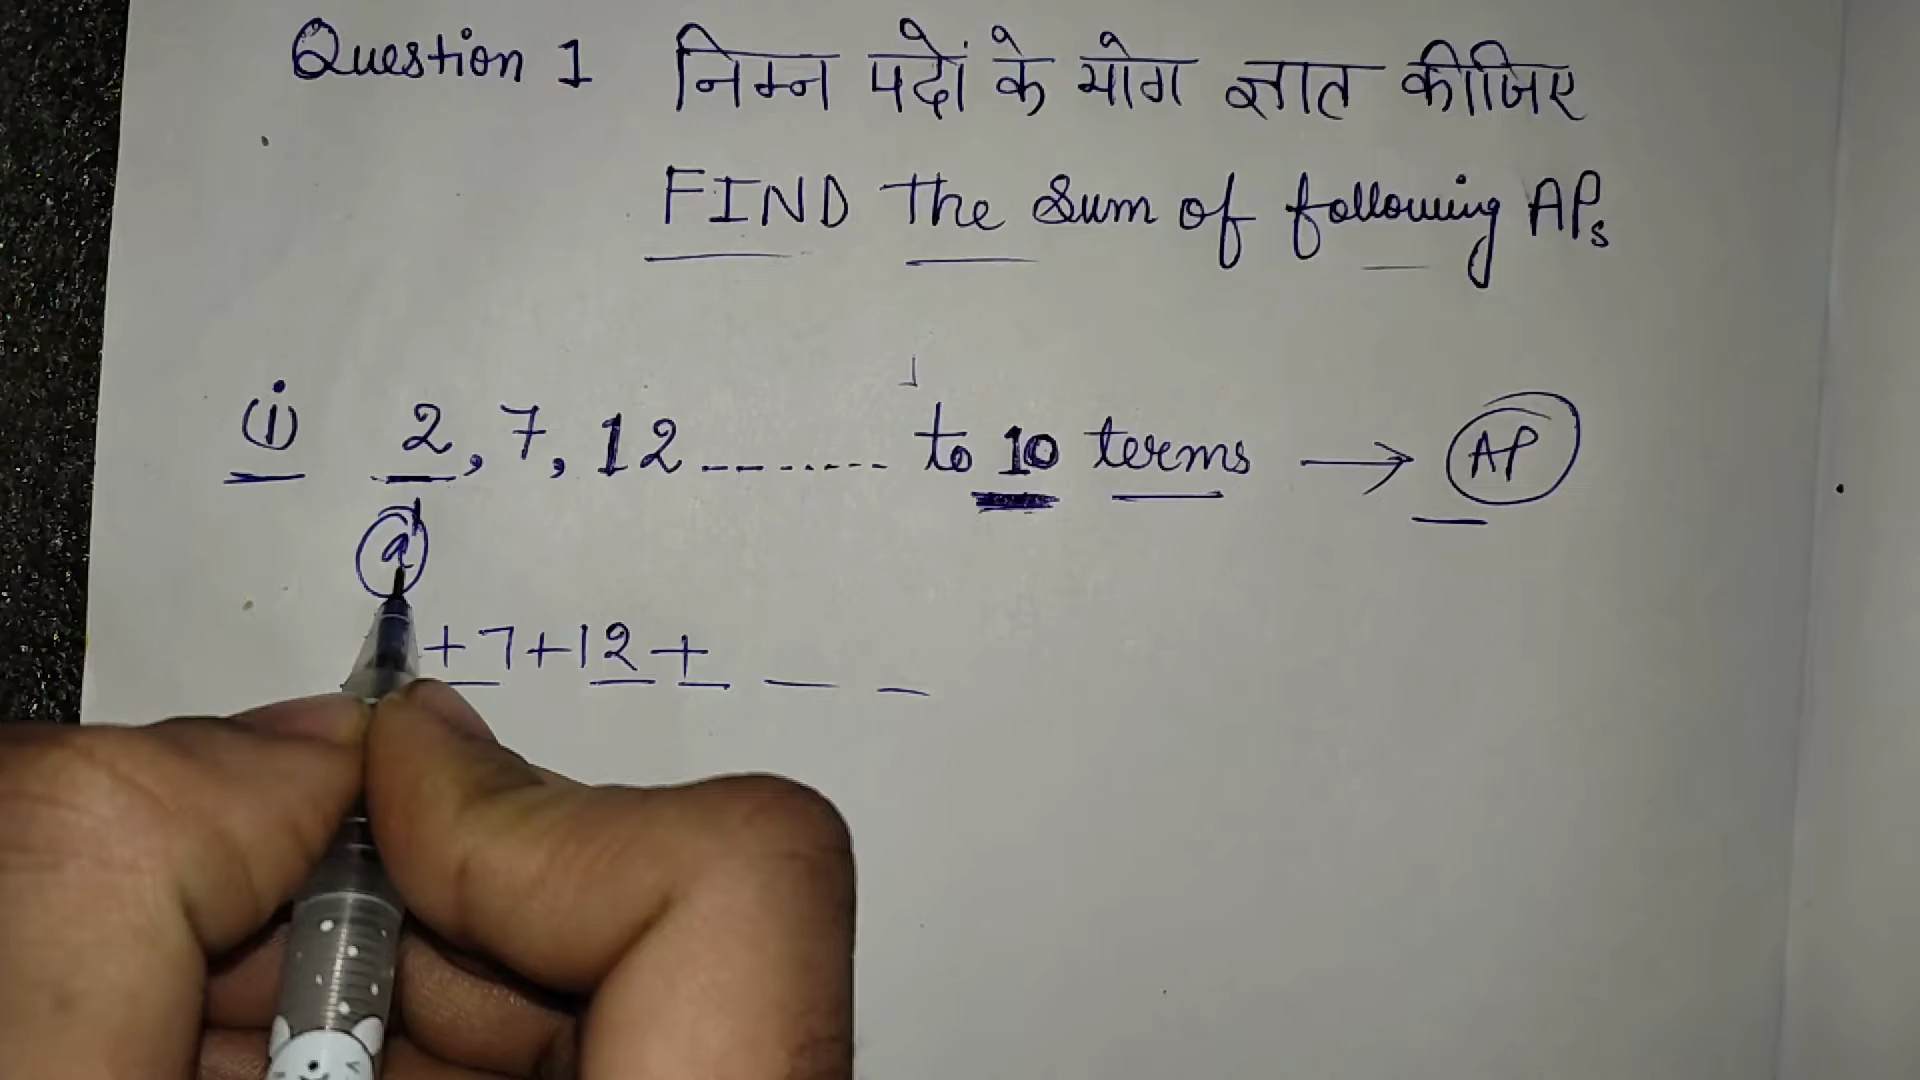 Question 1 निम्न पदों के योग ज्ञात कीजिए
FIND The Sum of following APs
(i) 2, 7, 12 -------- to 10 terms → AP
a
+ 7 + 12 + _ _